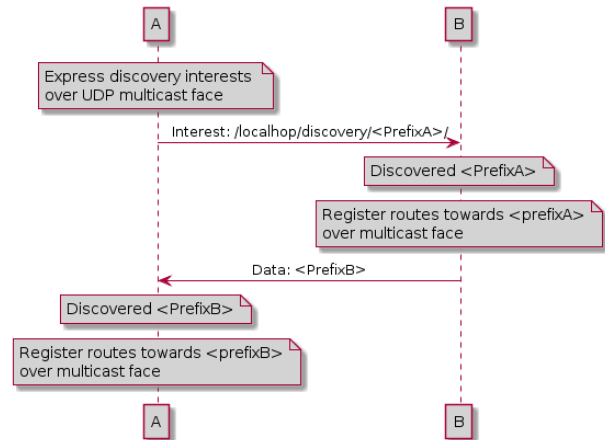 A
B
Express discovery interests
over UDP multicast face
Interest: /localhop/discovery/<PrefixA>/
Discovered <PrefixA>
Register routes towards <prefixA>
over multicast face
Data: <PrefixB>
Discovered <PrefixB>
Register routes towards <prefixB>
over multicast face
A
B